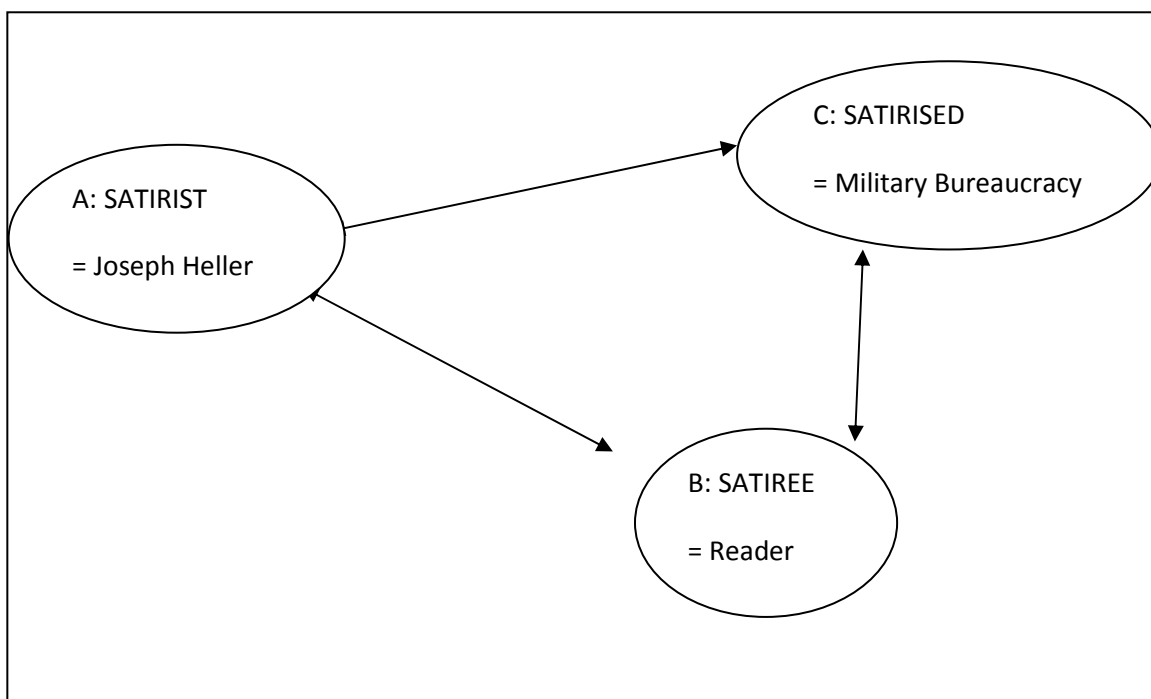 A: SATIRIST
= Joseph Heller
C: SATIRISED
= Military Bureaucracy
B: SATIREE
= Reader